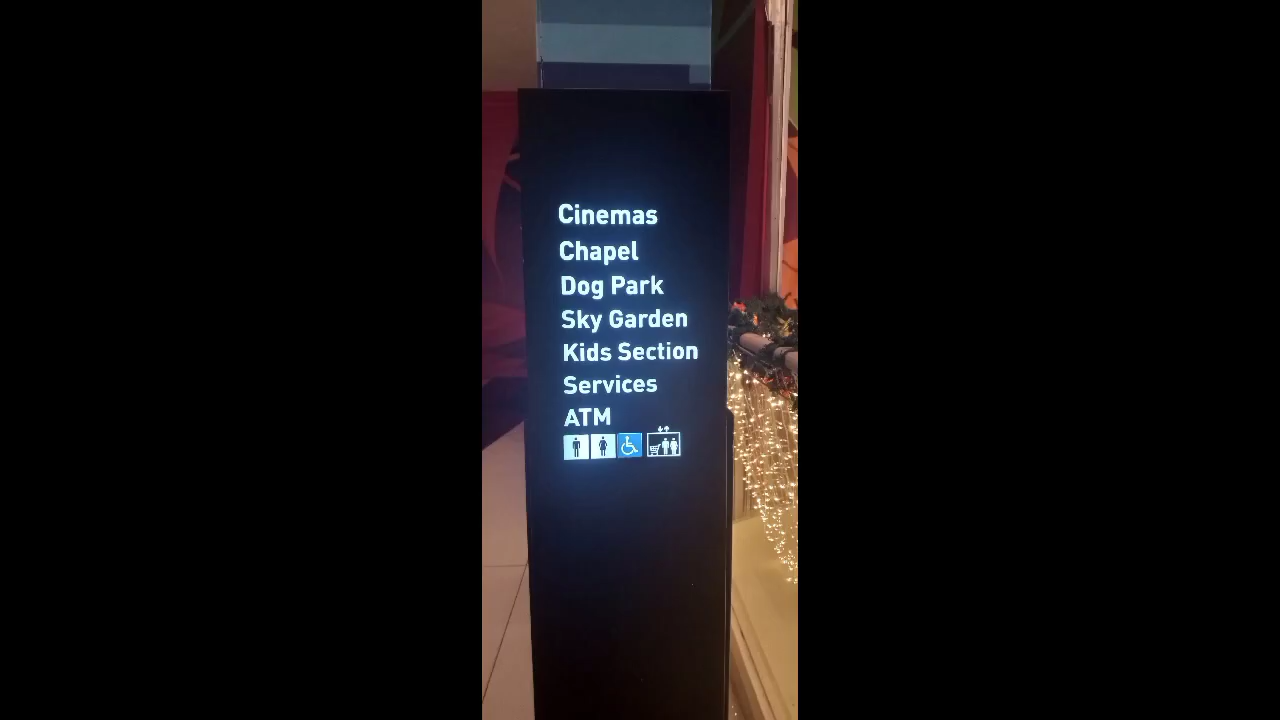 Cinemas
Chapel
Dog Park
Sky Garden
Kids Section
Services
ATM